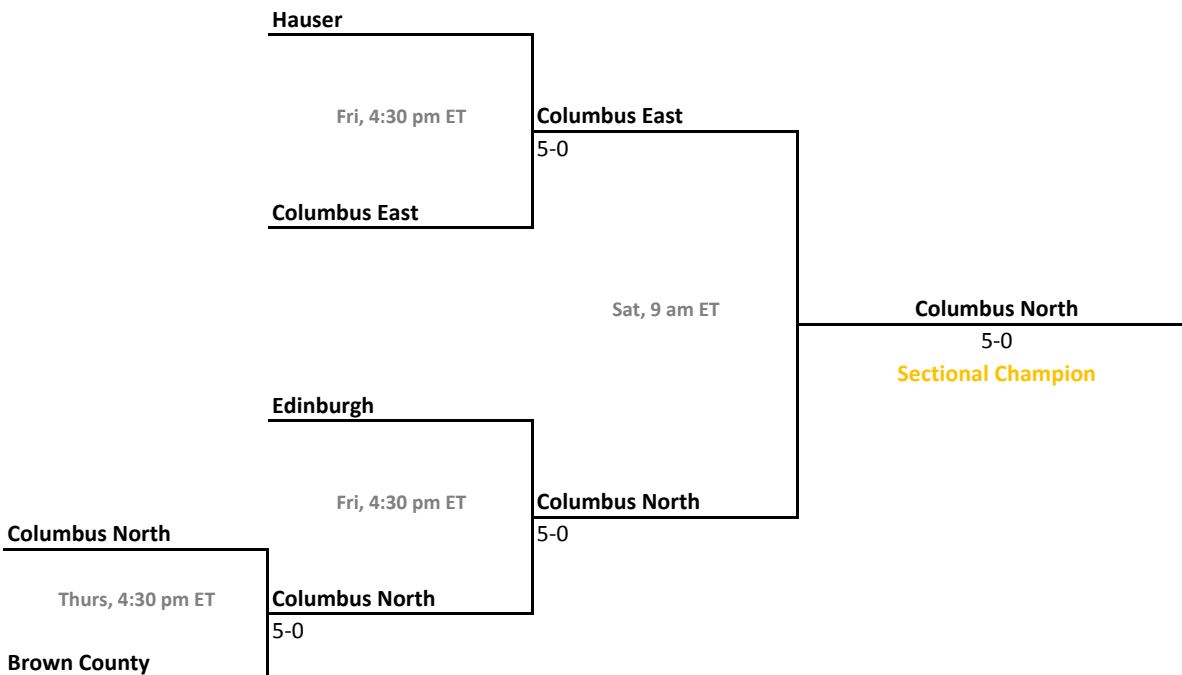 Hauser
Fri, 4:30 pm ET
Columbus East
5-0
Columbus East
Sat, 9 am ET
Columbus North
5-0
Sectional Champion
Edinburgh
Fri, 4:30 pm ET
Columbus North
5-0
Columbus North
Thurs, 4:30 pm ET
Columbus North
5-0
Brown County